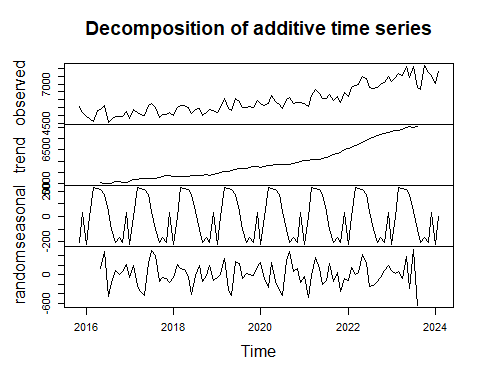 Decomposition of additive time series
observed
7000
4500
trend
6500
seasonal
0
-200
random
0
-600
2016 2018 2020 2022 2024
Time